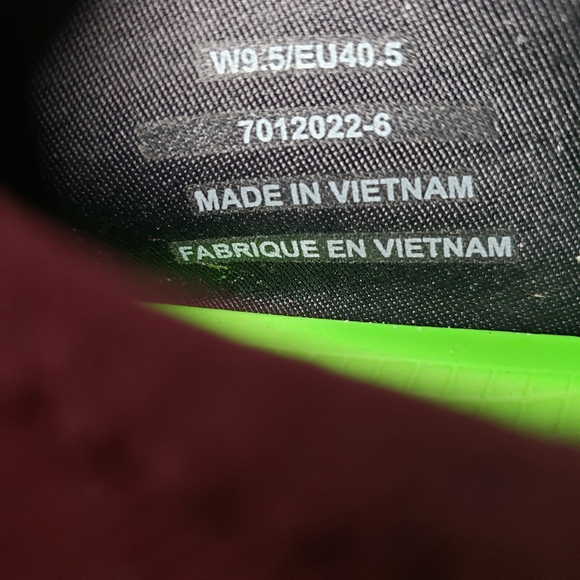 W9.5/EU40.5
7012022-6
MADE IN VIETNAM
FABRIQUE EN VIETNAM